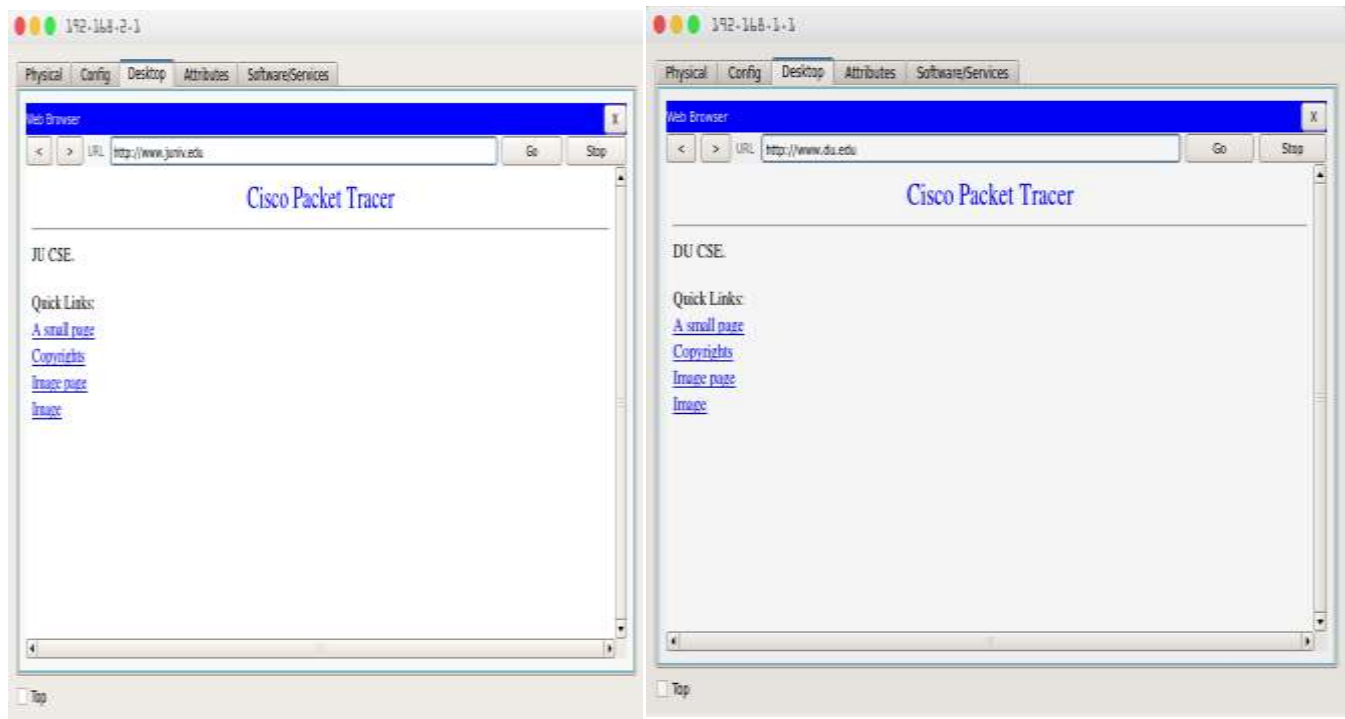 192.168.2.1
Physical Config Desktop Attributes Software/Services
Web Browser X
< > URL http://www.juniv.edu Go Stop
Cisco Packet Tracer
JU CSE.
Quick Links:
A small page
Copyrights
Image page
Image
Top
192.168.1.1
Physical Config Desktop Attributes Software/Services
Web Browser X
< > URL http://www.du.edu Go Stop
Cisco Packet Tracer
DU CSE.
Quick Links:
A small page
Copyrights
Image page
Image
Top